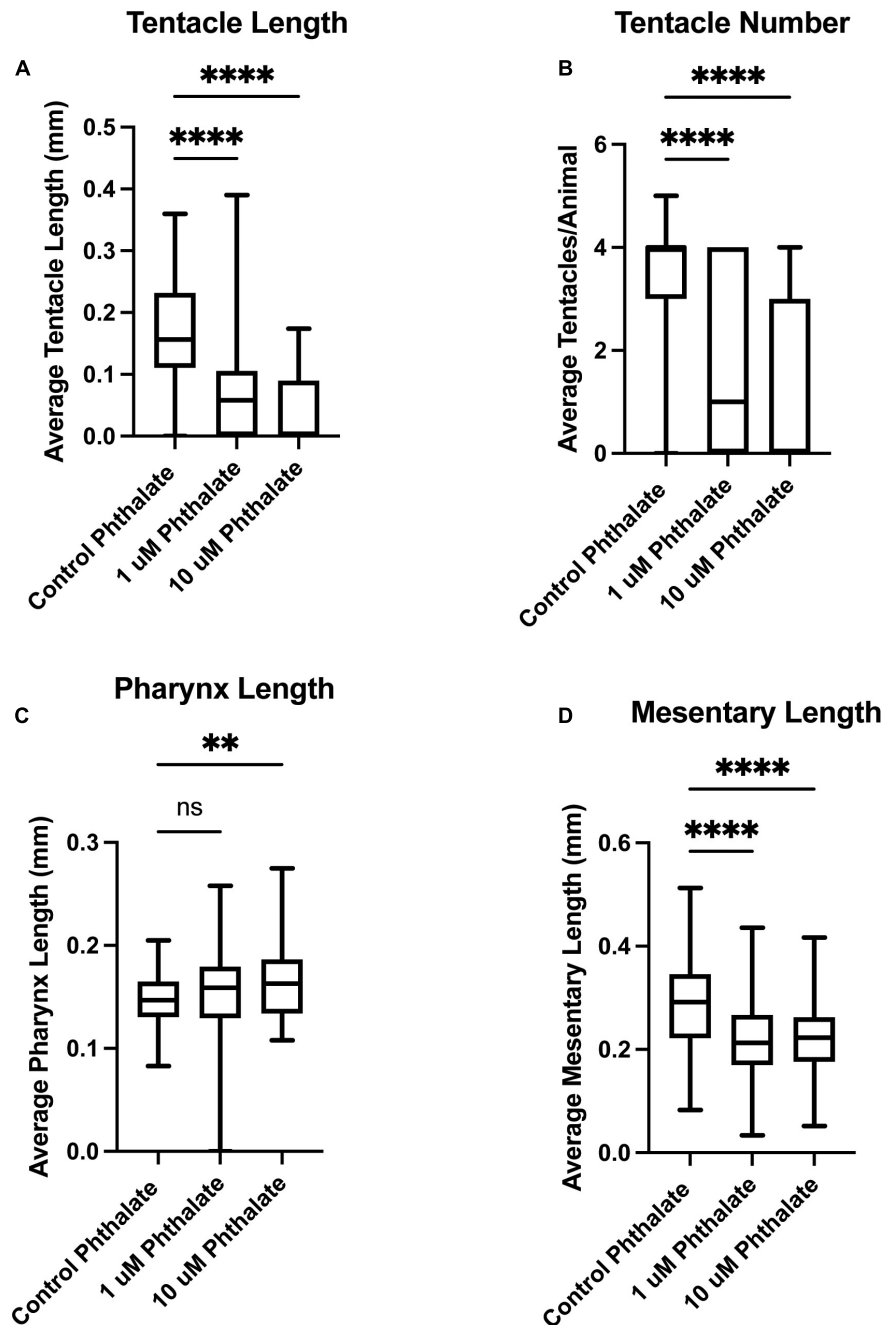 Tentacle Length
A
****
****
Average Tentacle Length (mm)
0.5
0.4
0.3
0.2
0.1
0.0
Control Phthalate
1 uM Phthalate
10 uM Phthalate
Tentacle Number
B
****
****
Average Tentacles/Animal
6
4
2
0
Control Phthalate
1 uM Phthalate
10 uM Phthalate
Pharynx Length
C
**
ns
Average Pharynx Length (mm)
0.3
0.2
0.1
0.0
Control Phthalate
1 uM Phthalate
10 uM Phthalate
Mesentary Length
D
****
****
Average Mesentary Length (mm)
0.6
0.4
0.2
0.0
Control Phthalate
1 uM Phthalate
10 uM Phthalate